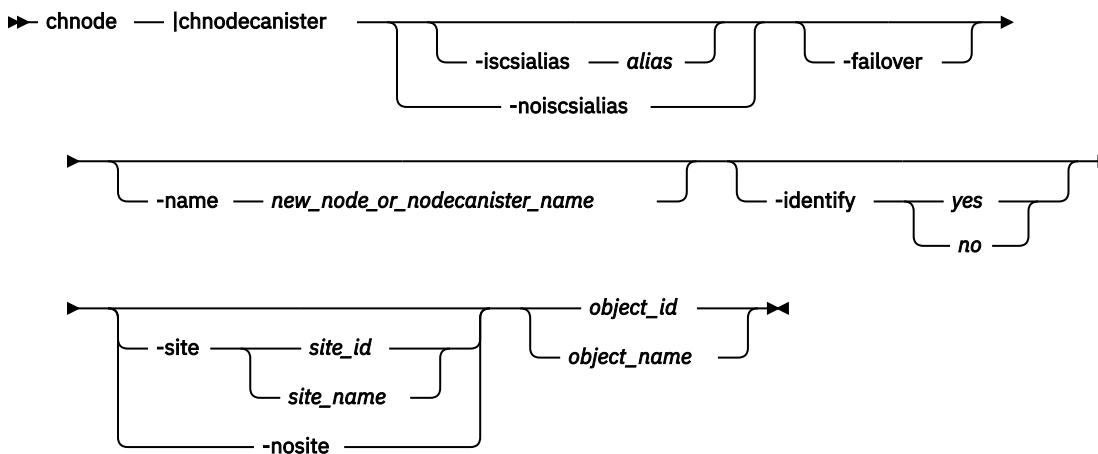 chnode |chnodecanister
-iscsialias alias -failover
-noiscsialias
-name new_node_or_nodecanister_name -identify yes
no
object_id
-site site_id object_name
site_name
-nosite